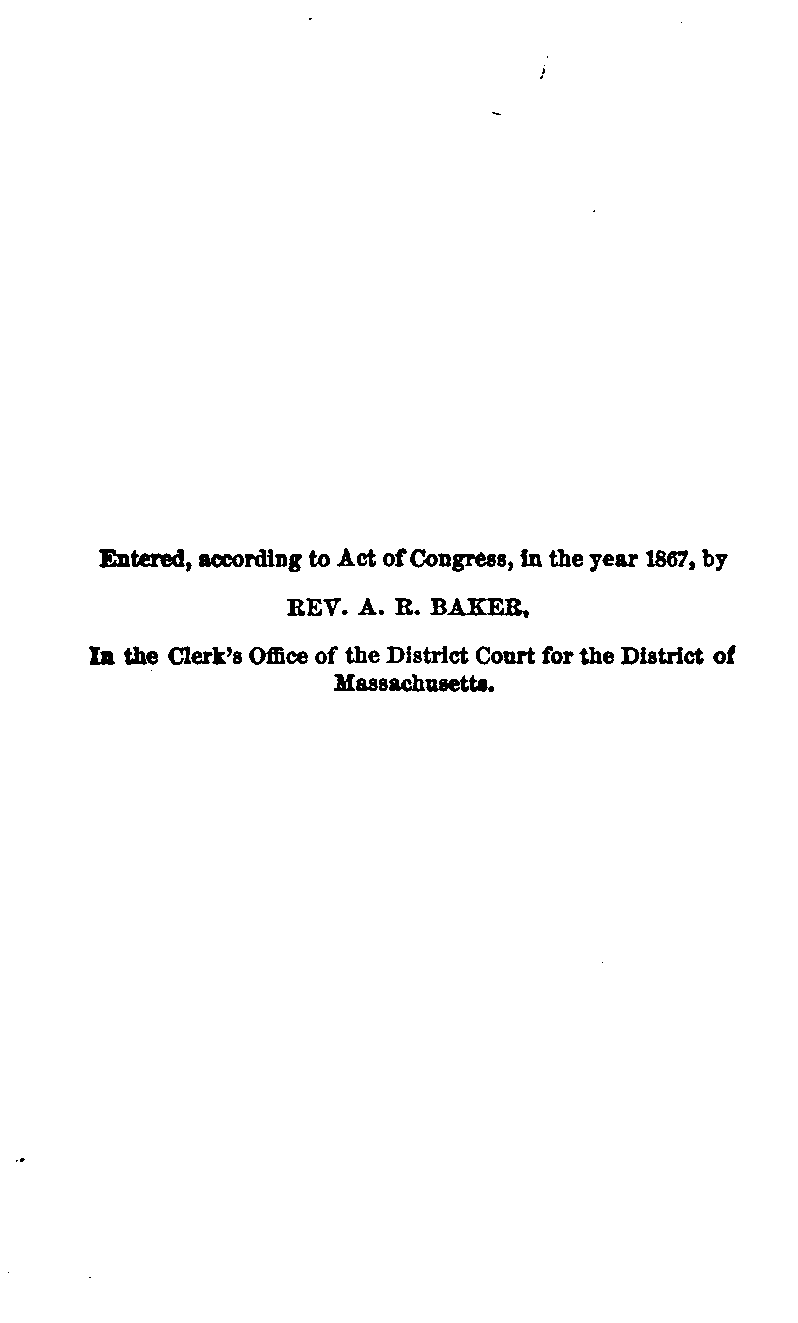 Entered, according to Act of Congress, in the year 1867, by
REV. A. R. BAKER,
In the Clerk's Office of the District Court for the District of
Massachusetts.